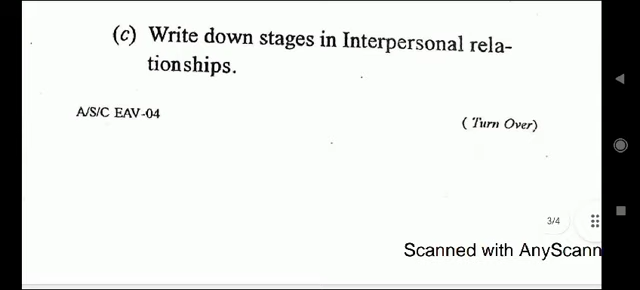 (c) Write down stages in Interpersonal rela-
tionships.
A/S/C EAV-04
( Turn Over)
3/4
Scanned with AnyScann